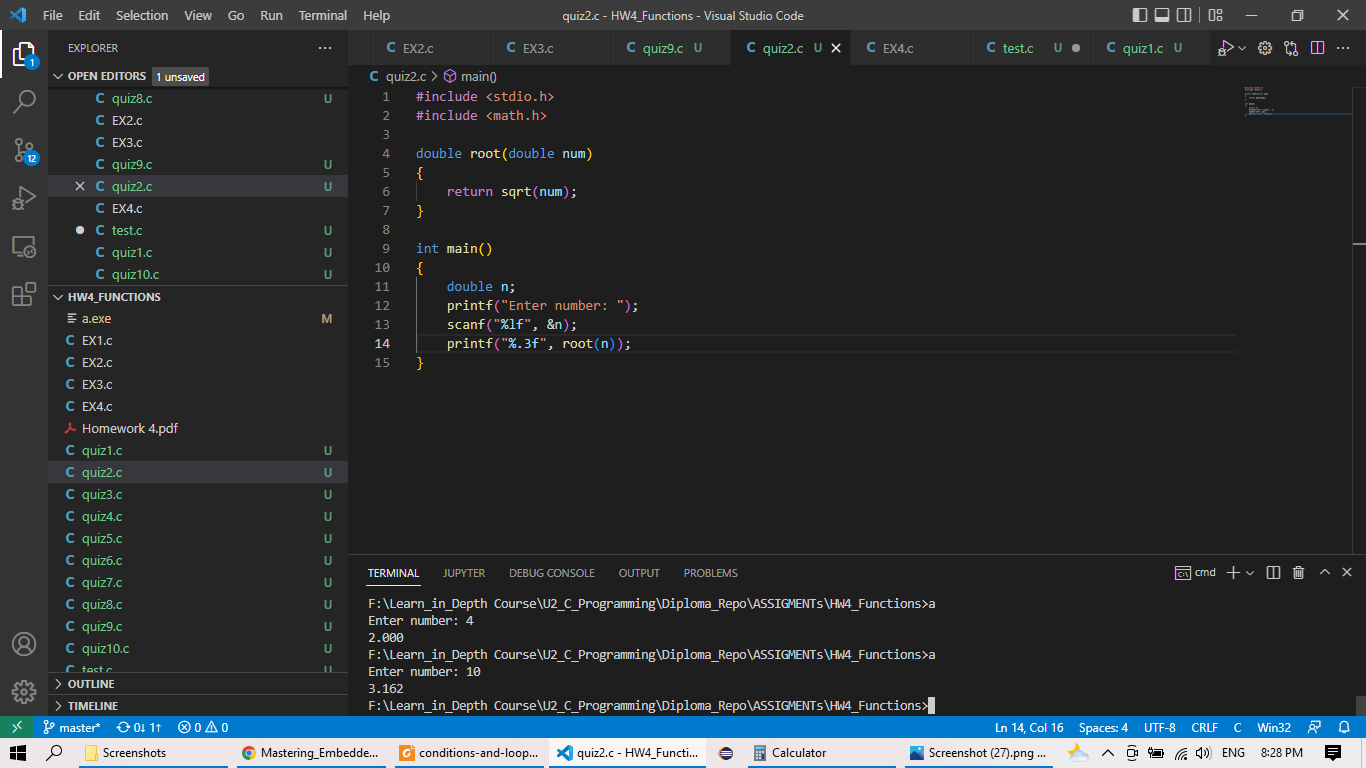 File Edit Selection View Go Run Terminal Help
quiz2.c - HW4_Functions - Visual Studio Code
EXPLORER
OPEN EDITORS 1 unsaved
quiz8.c U
EX2.c
EX3.c
quiz9.c U
quiz2.c U
EX4.c
test.c U
quiz1.c U
quiz10.c U
HW4_FUNCTIONS
a.exe M
EX1.c
EX2.c
EX3.c
EX4.c
Homework 4.pdf
quiz1.c U
quiz2.c U
quiz3.c U
quiz4.c U
quiz5.c U
quiz6.c U
quiz7.c U
quiz8.c U
quiz9.c U
quiz10.c U
test.c U
OUTLINE
TIMELINE
1
12
EX2.c EX3.c quiz9.c U quiz2.c U EX4.c test.c U quiz1.c U
quiz2.c > main()
1 #include <stdio.h>
2 #include <math.h>
3
4 double root(double num)
5 {
6 return sqrt(num);
7 }
8
9 int main()
10 {
11 double n;
12 printf("Enter number: ");
13 scanf("%lf", &n);
14 printf("%.3f", root(n));
15 }
TERMINAL JUPYTER DEBUG CONSOLE OUTPUT PROBLEMS
cmd
F:\Learn_in_Depth Course\U2_C_Programming\Diploma_Repo\ASSIGMENTs\HW4_Functions>a
Enter number: 4
2.000
F:\Learn_in_Depth Course\U2_C_Programming\Diploma_Repo\ASSIGMENTs\HW4_Functions>a
Enter number: 10
3.162
F:\Learn_in_Depth Course\U2_C_Programming\Diploma_Repo\ASSIGMENTs\HW4_Functions>
master* 0↓ 1↑ 0 0 Ln 14, Col 16 Spaces: 4 UTF-8 CRLF C Win32
Screenshots Mastering_Embedde... conditions-and-loop... quiz2.c - HW4_Functi... Calculator Screenshot (27).png ... ENG 8:28 PM